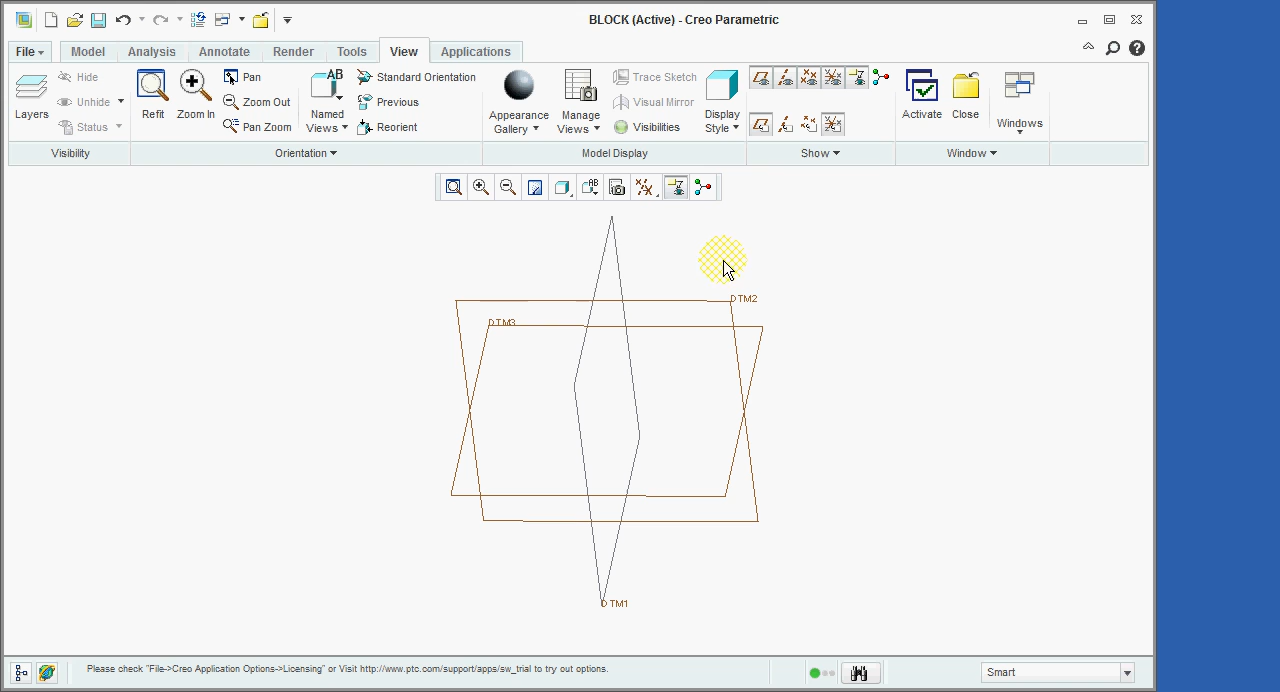 BLOCK (Active) - Creo Parametric
File Model Analysis Annotate Render Tools View Applications
Layers
Hide
Unhide
Status
Visibility
Refit
Zoom In
Pan
Zoom Out
Pan Zoom
Named Views
Standard Orientation
Previous
Reorient
Orientation
Appearance Gallery
Manage Views
Trace Sketch
Visual Mirror
Visibilities
Display Style
Model Display
Show
Activate
Close
Windows
Window
DTM2
DTM3
DTM1
Please check "File->Creo Application Options->Licensing" or Visit http://www.ptc.com/support/apps/sw_trial to try out options.
Smart